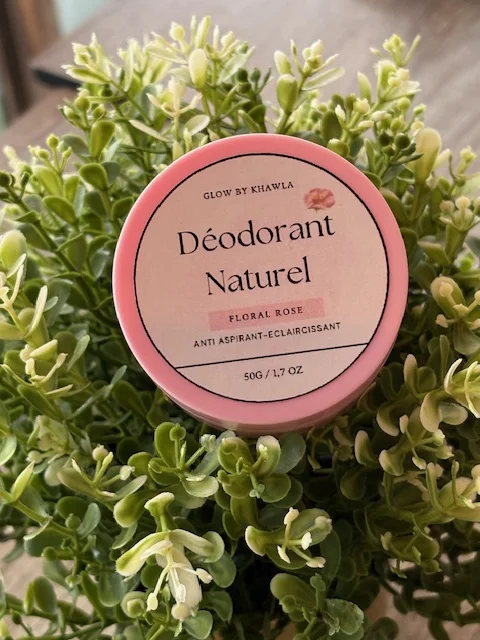 GLOW BY KHAWLA
Déodorant
Naturel
FLORAL ROSE
ANTI ASPIRANT-ECLAIRCISSANT
50G / 1,7 OZ